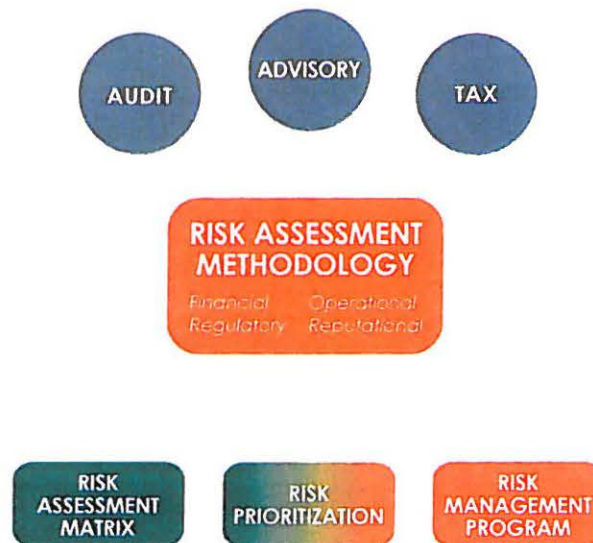 AUDIT
ADVISORY
TAX
RISK ASSESSMENT
METHODOLOGY
Financial Operational
Regulatory Reputational
RISK
ASSESSMENT
MATRIX
RISK
PRIORITIZATION
RISK
MANAGEMENT
PROGRAM